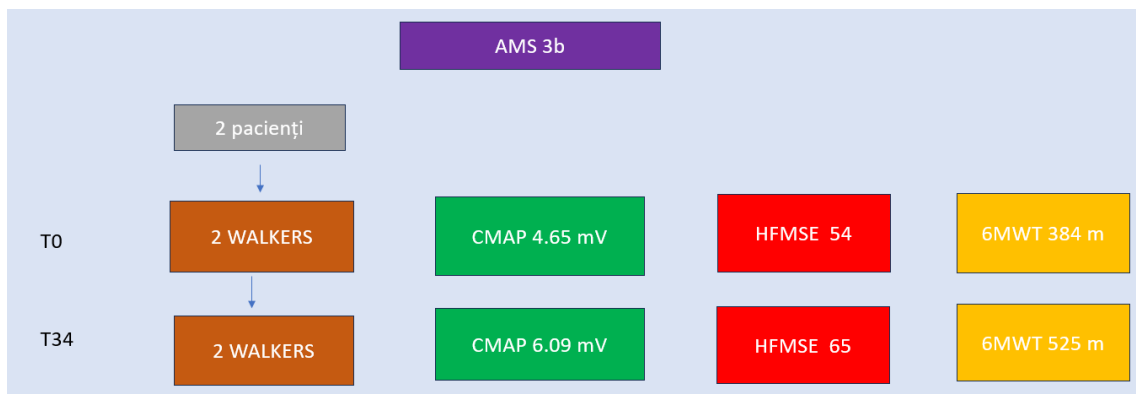 AMS 3b
2 pacienți
T0
2 WALKERS
CMAP 4.65 mV
HFMSE 54
6MWT 384 m
T34
2 WALKERS
CMAP 6.09 mV
HFMSE 65
6MWT 525 m